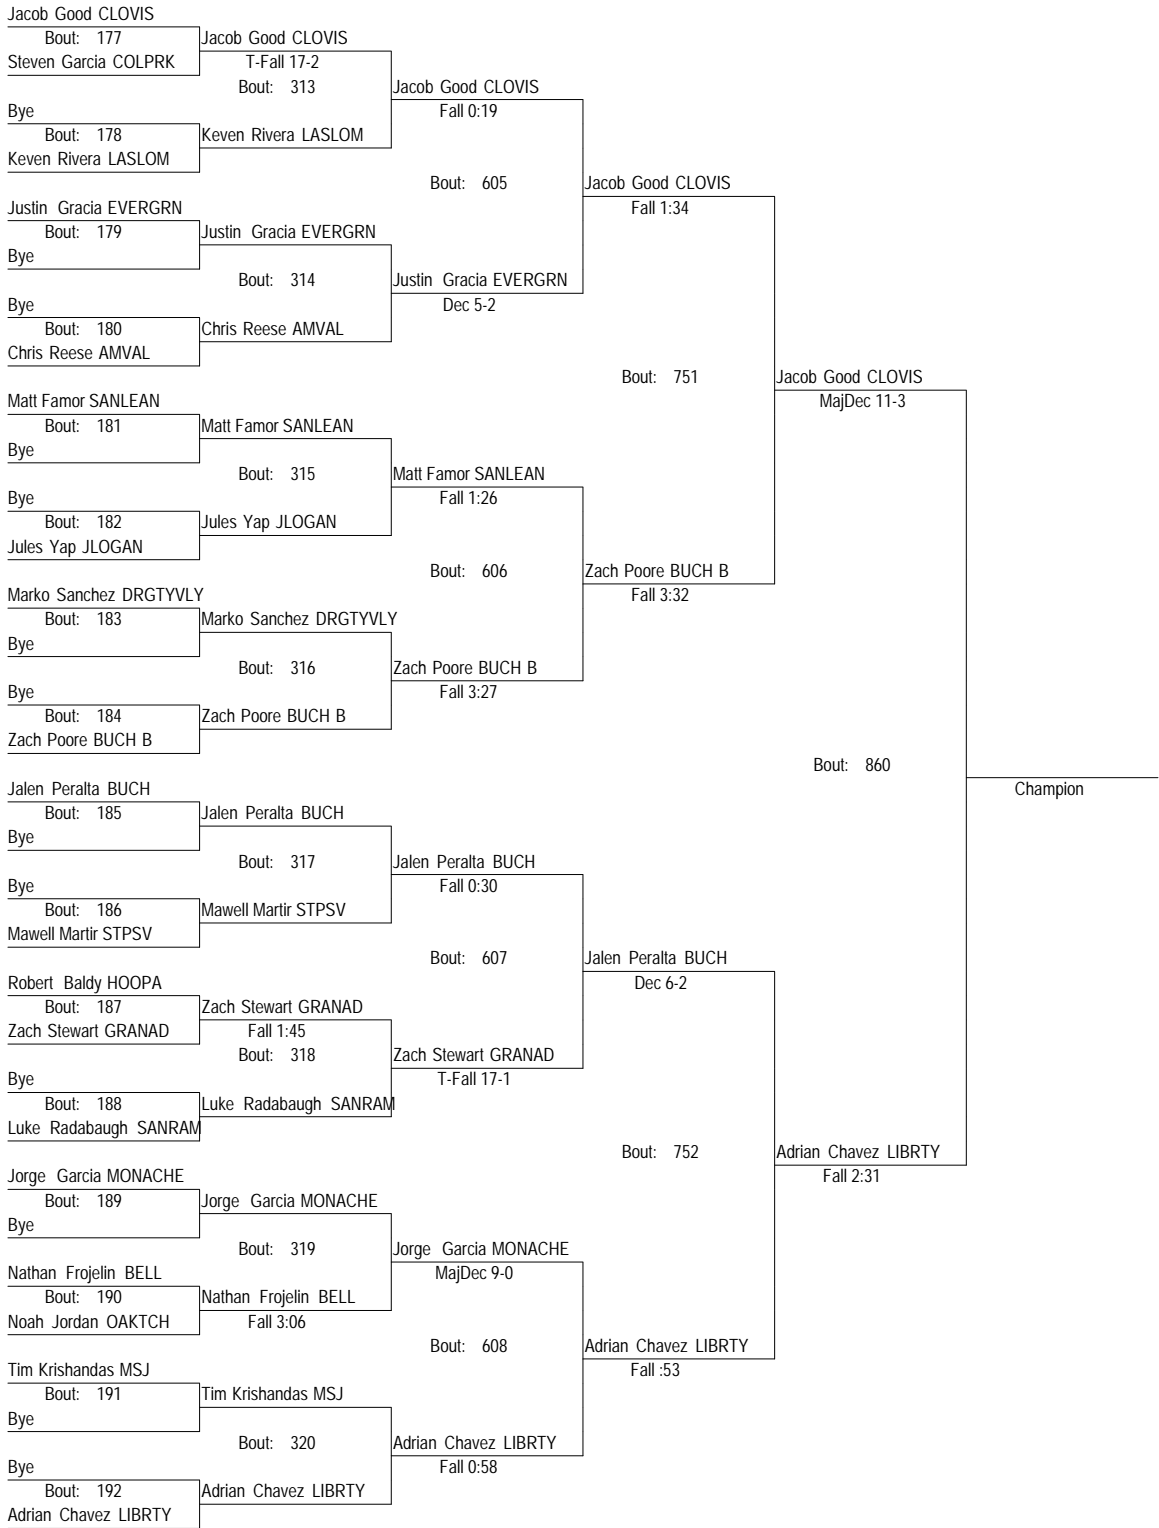 Jacob Good CLOVIS
Bout: 177
Jacob Good CLOVIS
Steven Garcia COLPRK
T-Fall 17-2
Bout: 313
Jacob Good CLOVIS
Bye
Fall 0:19
Bout: 178
Keven Rivera LASLOM
Keven Rivera LASLOM
Bout: 605
Jacob Good CLOVIS
Justin Gracia EVERGRN
Fall 1:34
Bout: 179
Justin Gracia EVERGRN
Bye
Bout: 314
Justin Gracia EVERGRN
Bye
Dec 5-2
Bout: 180
Chris Reese AMVAL
Chris Reese AMVAL
Bout: 751
Jacob Good CLOVIS
Matt Famor SANLEAN
MajDec 11-3
Bout: 181
Matt Famor SANLEAN
Bye
Bout: 315
Matt Famor SANLEAN
Bye
Fall 1:26
Bout: 182
Jules Yap JLOGAN
Jules Yap JLOGAN
Bout: 606
Zach Poore BUCH B
Marko Sanchez DRGTYVLY
Fall 3:32
Bout: 183
Marko Sanchez DRGTYVLY
Bye
Bout: 316
Zach Poore BUCH B
Bye
Fall 3:27
Bout: 184
Zach Poore BUCH B
Zach Poore BUCH B
Bout: 860
Jalen Peralta BUCH
Champion
Bout: 185
Jalen Peralta BUCH
Bye
Bout: 317
Jalen Peralta BUCH
Bye
Fall 0:30
Bout: 186
Mawell Martir STPSV
Mawell Martir STPSV
Bout: 607
Jalen Peralta BUCH
Robert Baldy HOOPA
Dec 6-2
Bout: 187
Zach Stewart GRANAD
Zach Stewart GRANAD
Fall 1:45
Bout: 318
Zach Stewart GRANAD
Bye
T-Fall 17-1
Bout: 188
Luke Radabaugh SANRAM
Luke Radabaugh SANRAM
Bout: 752
Adrian Chavez LIBRTY
Jorge Garcia MONACHE
Fall 2:31
Bout: 189
Jorge Garcia MONACHE
Bye
Bout: 319
Jorge Garcia MONACHE
Nathan Frojelin BELL
MajDec 9-0
Bout: 190
Nathan Frojelin BELL
Noah Jordan OAKTCH
Fall 3:06
Bout: 608
Adrian Chavez LIBRTY
Tim Krishandas MSJ
Fall :53
Bout: 191
Tim Krishandas MSJ
Bye
Bout: 320
Adrian Chavez LIBRTY
Bye
Fall 0:58
Bout: 192
Adrian Chavez LIBRTY
Adrian Chavez LIBRTY